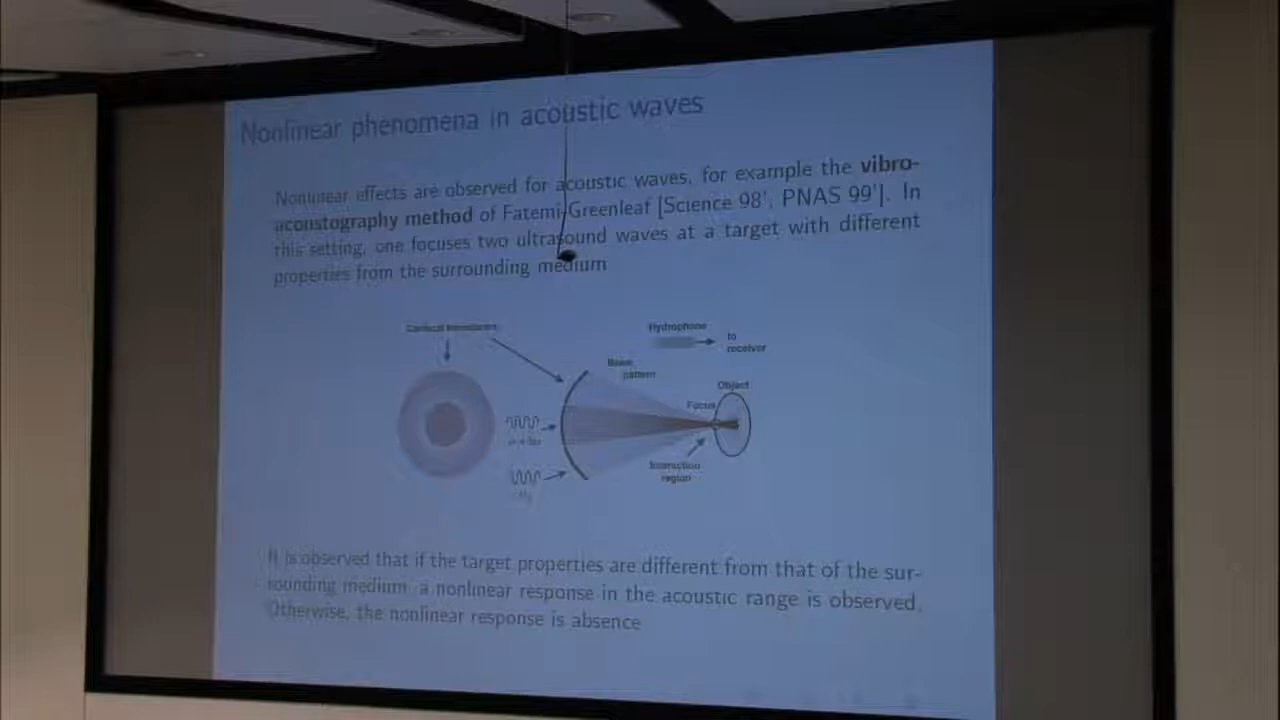 Nonlinear phenomena in acoustic waves
Nonlinear effects are observed for acoustic waves, for example the vibro-
acoustography method of Fatemi-Greenleaf [Science 98', PNAS 99']. In
this setting, one focuses two ultrasound waves at a target with different
properties from the surrounding medium
Confocal transducer
Hydrophone
to
receiver
Beam
pattern
Object
Focus
Interaction
region
It is observed that if the target properties are different from that of the sur-
rounding medium, a nonlinear response in the acoustic range is observed.
Otherwise, the nonlinear response is absence